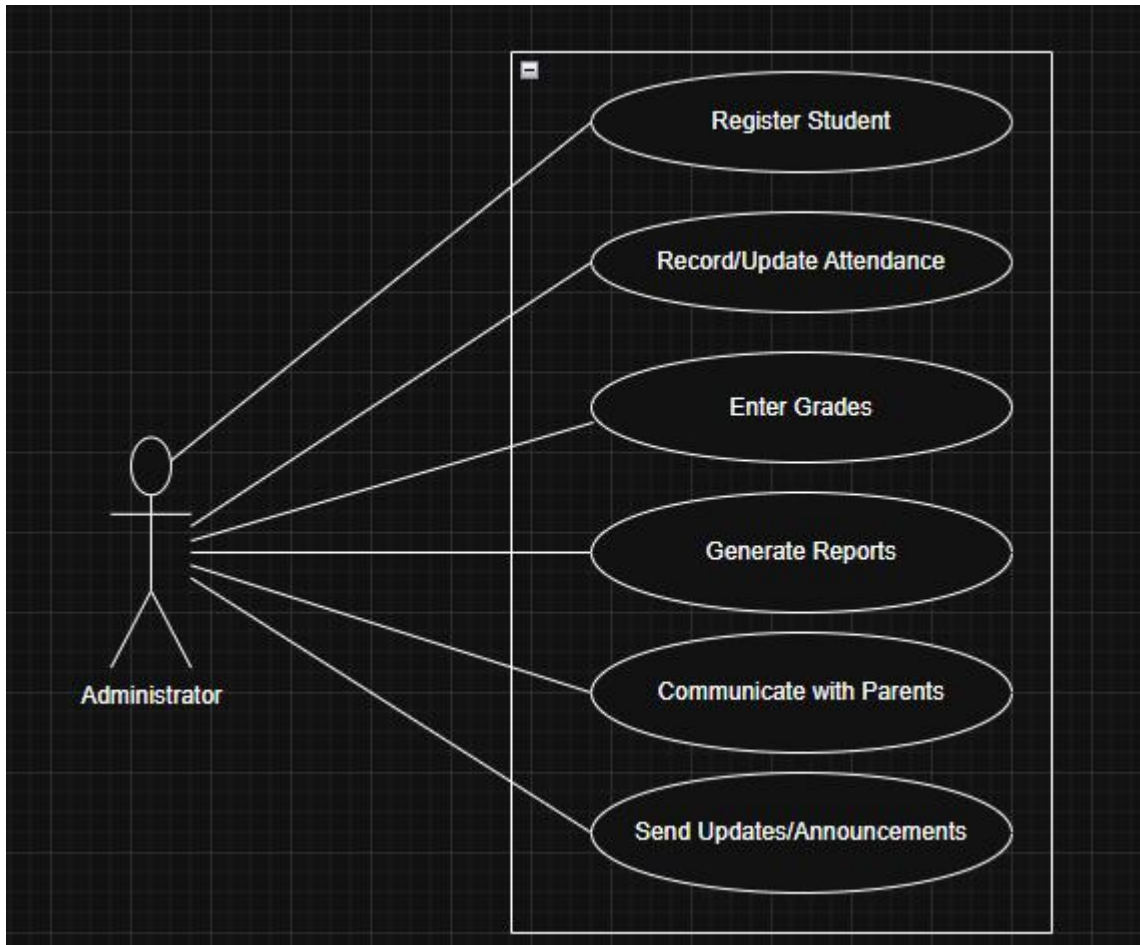 Register Student
Record/Update Attendance
Enter Grades
Generate Reports
Administrator
Communicate with Parents
Send Updates/Announcements